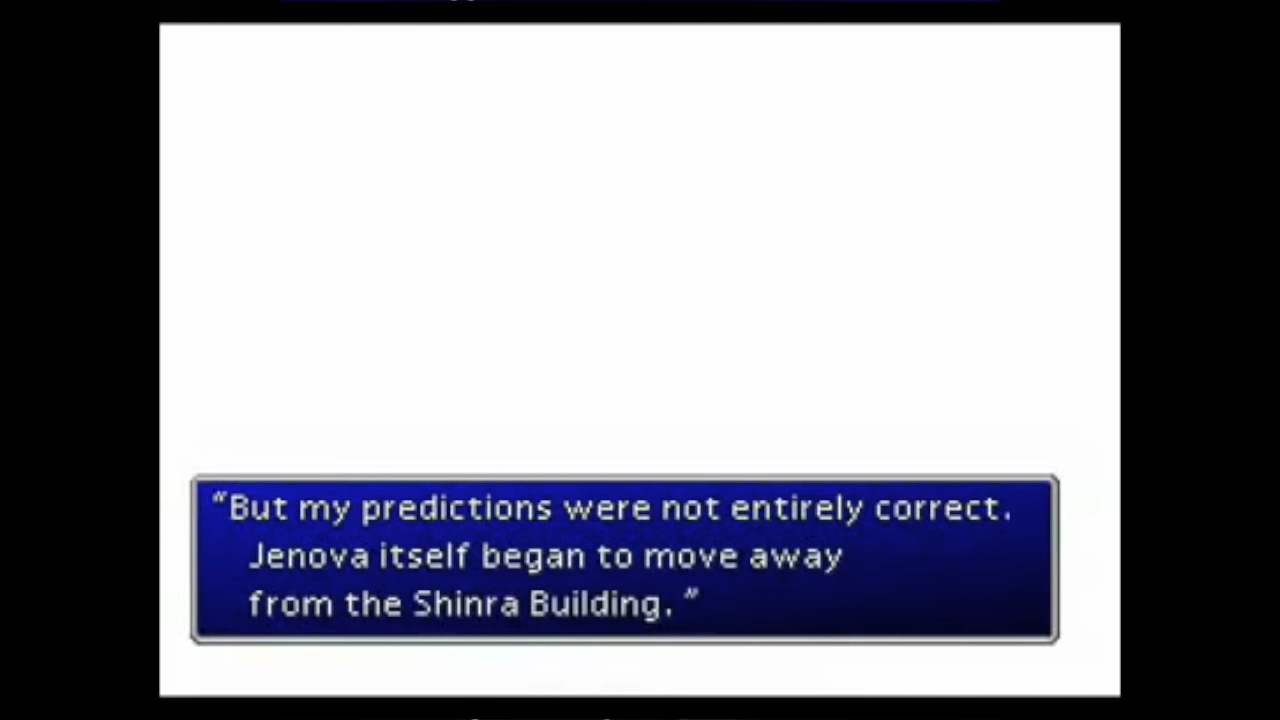 “But my predictions were not entirely correct.
Jenova itself began to move away
from the Shinra Building. ”